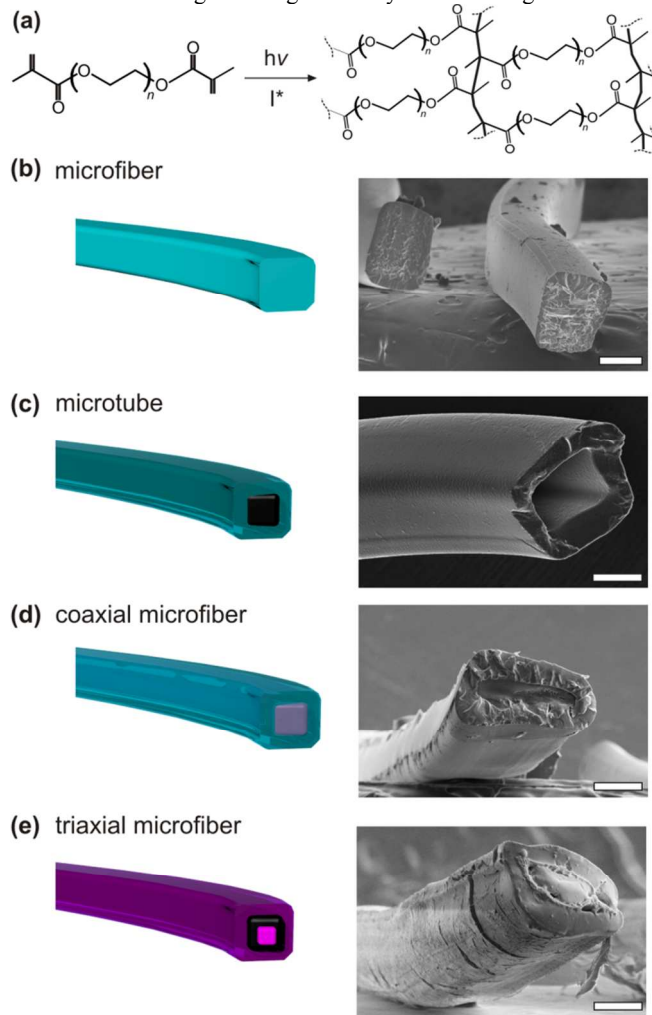 (a)
O O n O O
hν
I*
O O
O O n O O O n O
O O O O
O O n O O O n O
O O
(b) microfiber
(c) microtube
(d) coaxial microfiber
(e) triaxial microfiber